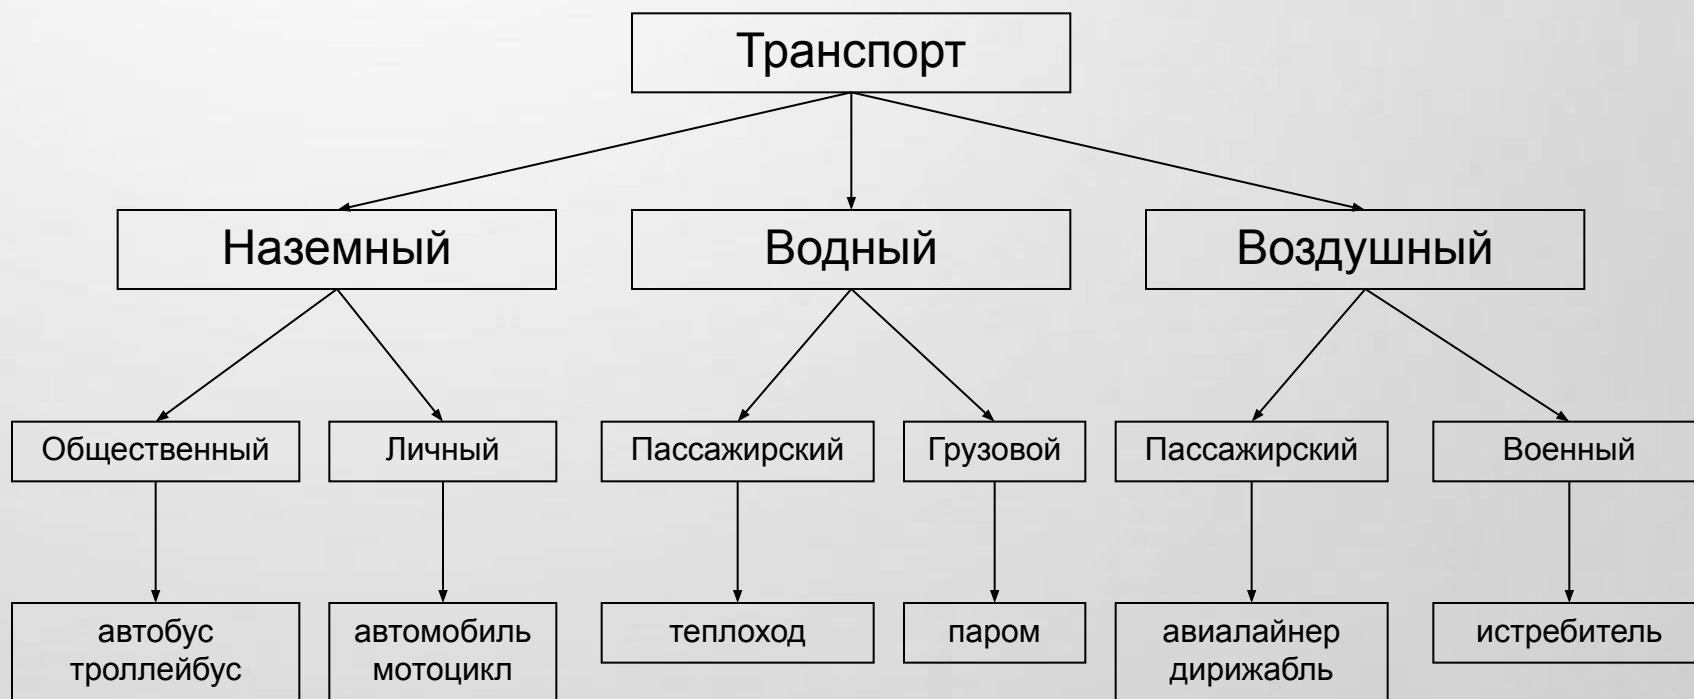 Транспорт
Наземный
Водный
Воздушный
Общественный
Личный
Пассажирский
Грузовой
Пассажирский
Военный
автобус
троллейбус
автомобиль
мотоцикл
теплоход
паром
авиалайнер
дирижабль
истребитель